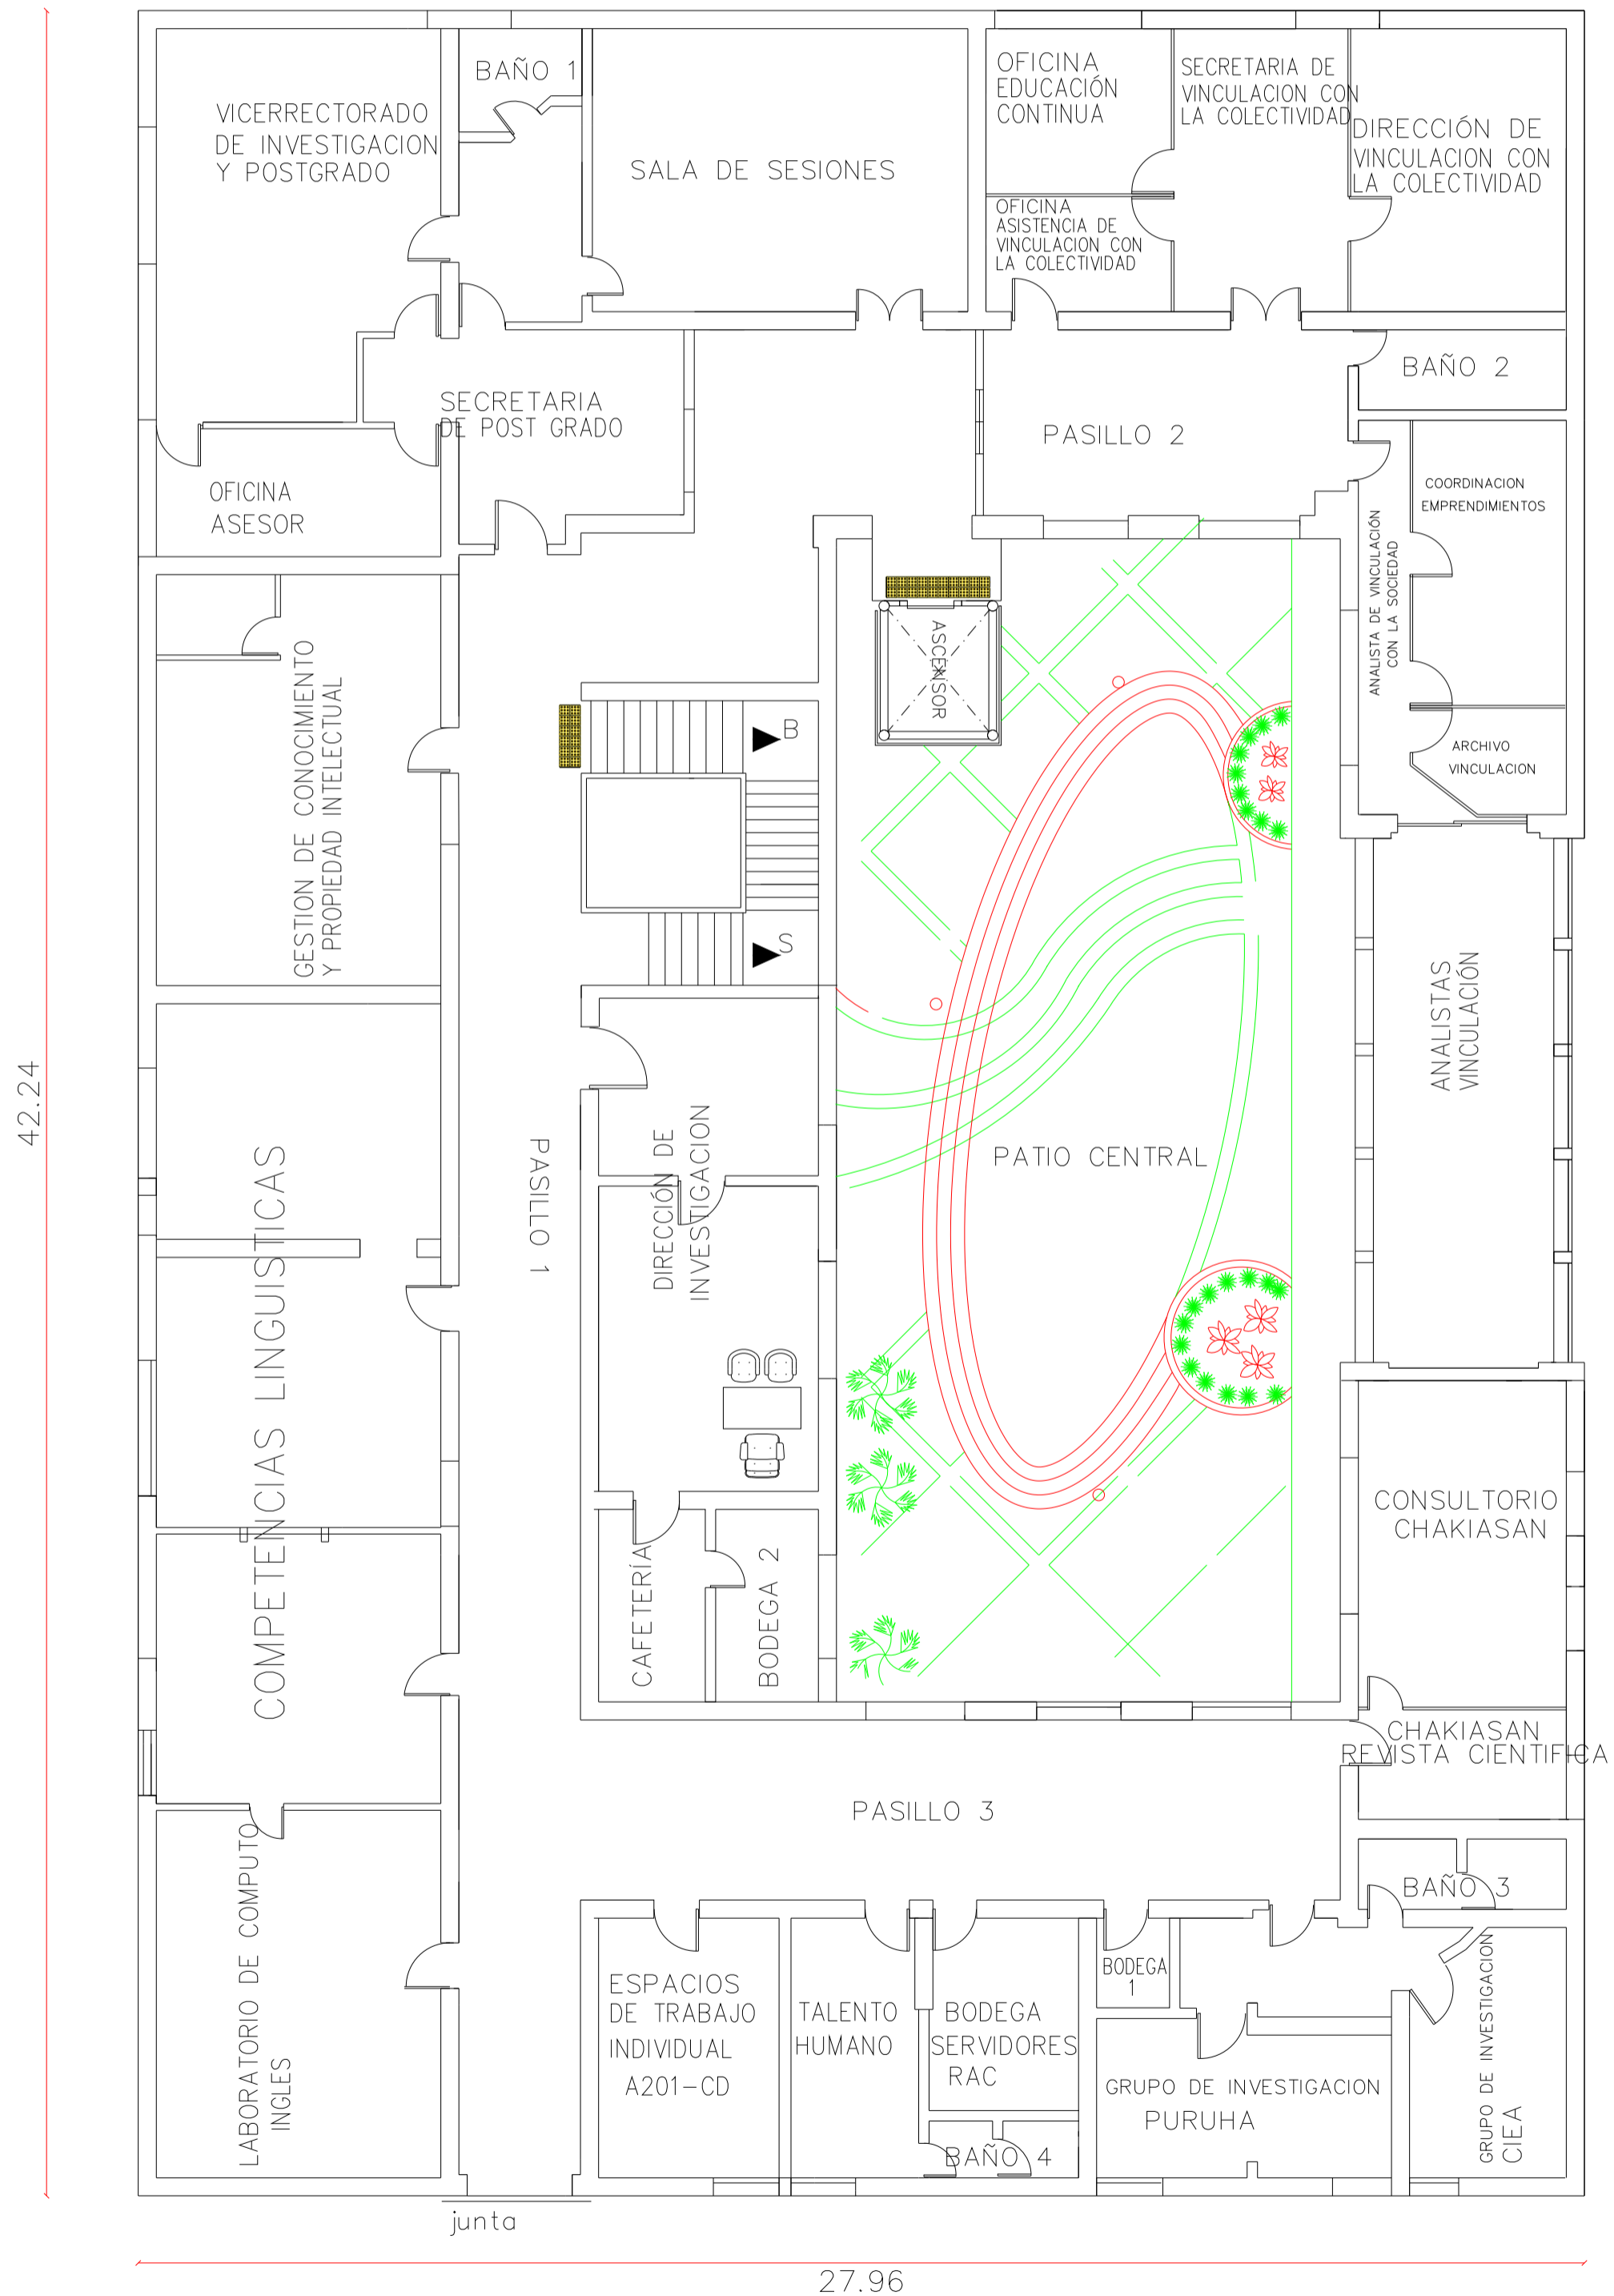 BAÑO 1
VICERRECTORADO
DE INVESTIGACION
Y POSTGRADO
SALA DE SESIONES
OFICINA
EDUCACIÓN
CONTINUA
SECRETARIA DE
VINCULACION CON
LA COLECTIVIDAD
DIRECCIÓN DE
VINCULACION CON
LA COLECTIVIDAD
OFICINA
ASISTENCIA DE
VINCULACION CON
LA COLECTIVIDAD
BAÑO 2
SECRETARIA
DE POST GRADO
PASILLO 2
OFICINA
ASESOR
COORDINACION
EMPRENDIMIENTOS
ANALISTA DE VINCULACIÓN
CON LA SOCIEDAD
ASCENSOR
GESTION DE CONOCIMIENTO
Y PROPIEDAD INTELECTUAL
B
ARCHIVO
VINCULACION
S
ANALISTAS
VINCULACIÓN
42.24
PASILLO 1
DIRECCIÓN DE
INVESTIGACION
PATIO CENTRAL
COMPETENCIAS LINGUISTICAS
CONSULTORIO
CHAKIASAN
CAFETERÍA
BODEGA 2
CHAKIASAN
REVISTA CIENTIFICA
PASILLO 3
LABORATORIO DE COMPUTO
INGLES
BAÑO 3
ESPACIOS
DE TRABAJO
INDIVIDUAL
A201-CD
TALENTO
HUMANO
BODEGA
SERVIDORES
RAC
BODEGA
1
GRUPO DE INVESTIGACION
PURUHA
GRUPO DE INVESTIGACION
CIEA
BAÑO 4
junta
27.96